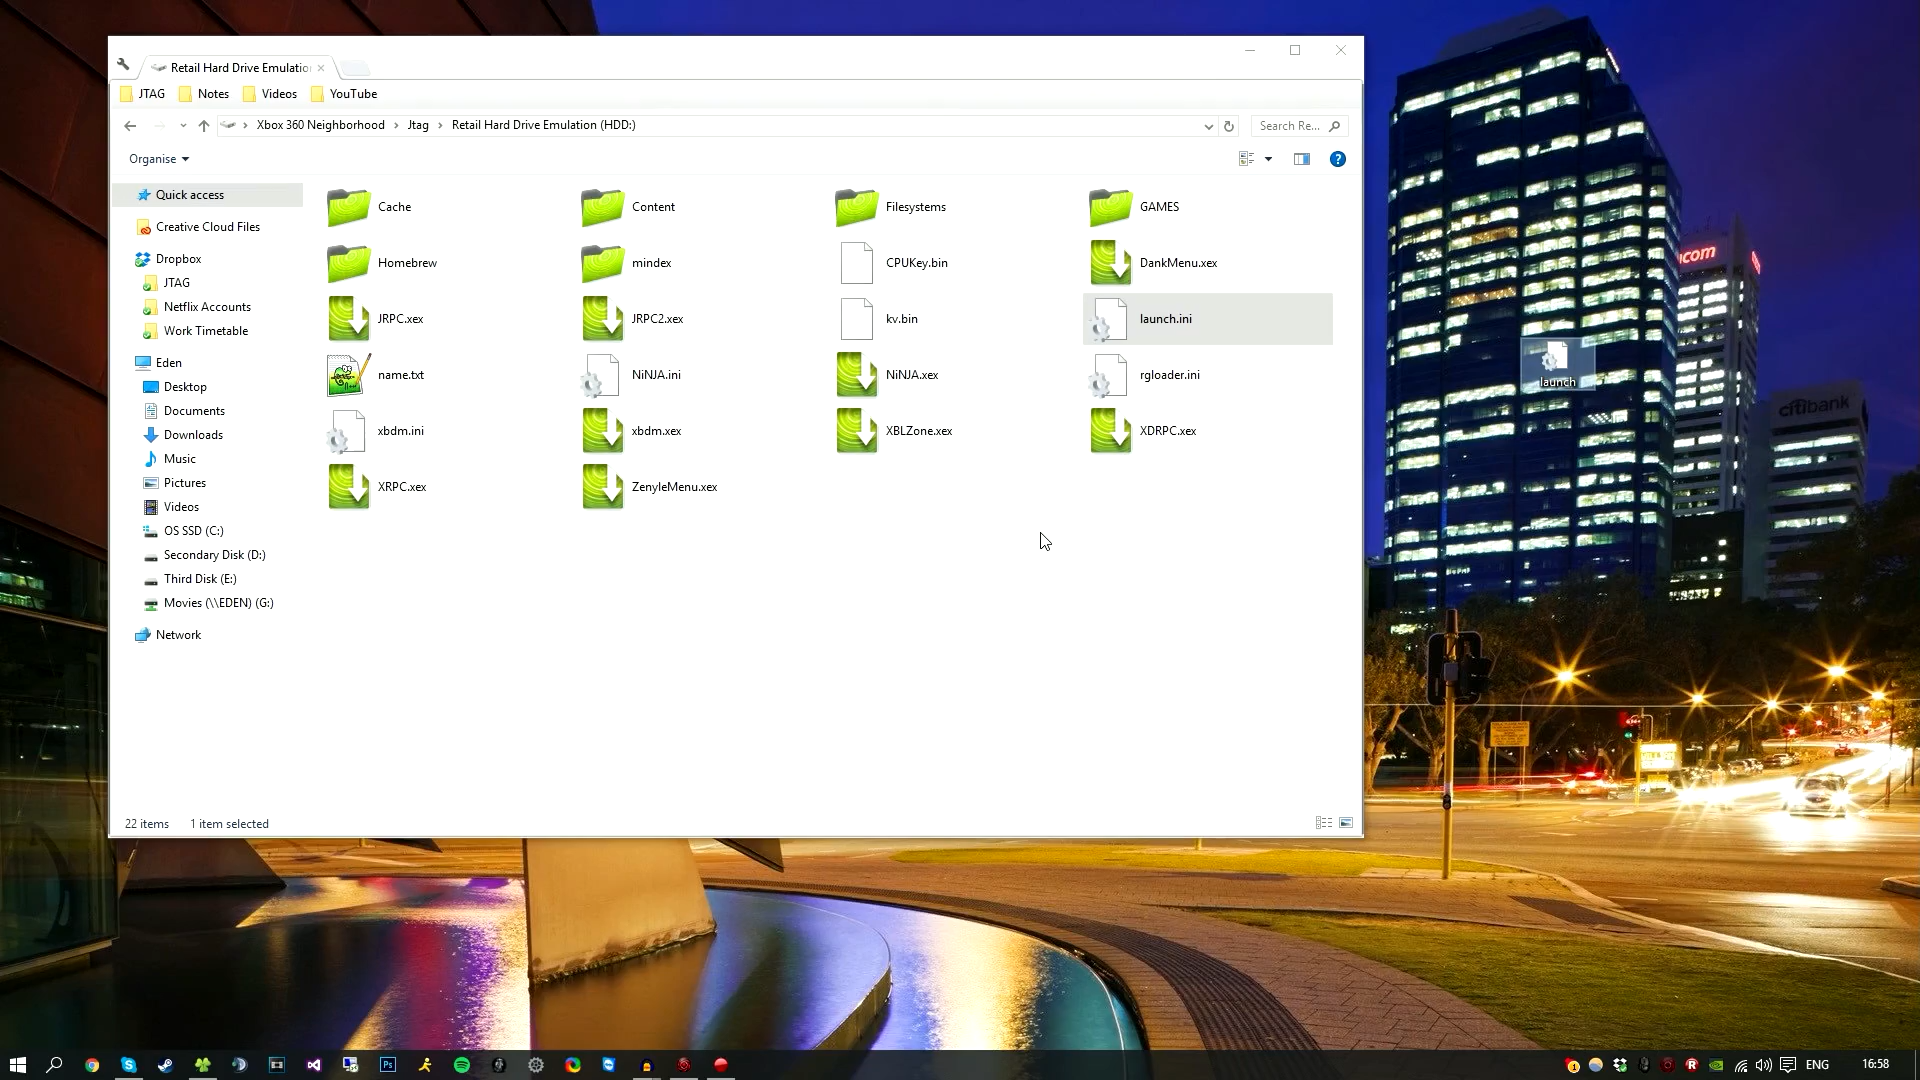 Retail Hard Drive Emulatio
JTAG Notes Videos YouTube
Xbox 360 Neighborhood Jtag Retail Hard Drive Emulation (HDD:) Search Re...
Organise
Quick access
Creative Cloud Files
Dropbox
JTAG
Netflix Accounts
Work Timetable
Eden
Desktop
Documents
Downloads
Music
Pictures
Videos
OS SSD (C:)
Secondary Disk (D:)
Third Disk (E:)
Movies (\\EDEN) (G:)
Network
Cache Content Filesystems GAMES
Homebrew mindex CPUKey.bin DankMenu.xex
JRPC.xex JRPC2.xex kv.bin launch.ini
name.txt NiNJA.ini NiNJA.xex rgloader.ini
xbdm.ini xbdm.xex XBLZone.xex XDRPC.xex
XRPC.xex ZenyleMenu.xex
22 items 1 item selected
launch
citibank
Ps
ENG 16:58